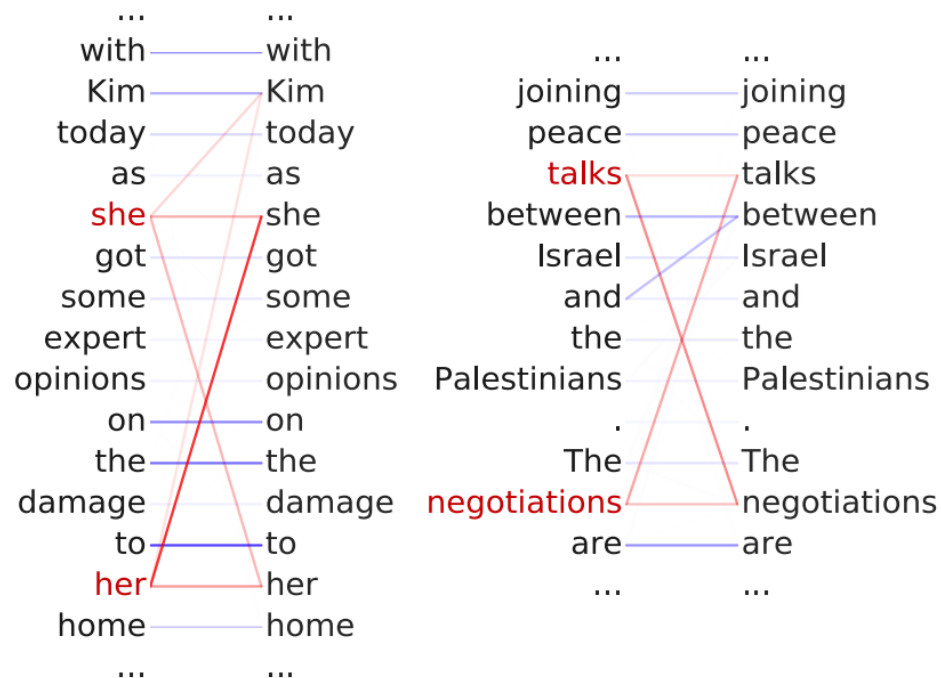 ... ...
with with
Kim Kim
today today
as as
she she
got got
some some
expert expert
opinions opinions
on on
the the
damage damage
to to
her her
home home
... ...
... ...
joining joining
peace peace
talks talks
between between
Israel Israel
and and
the the
Palestinians Palestinians
. .
The The
negotiations negotiations
are are
... ...